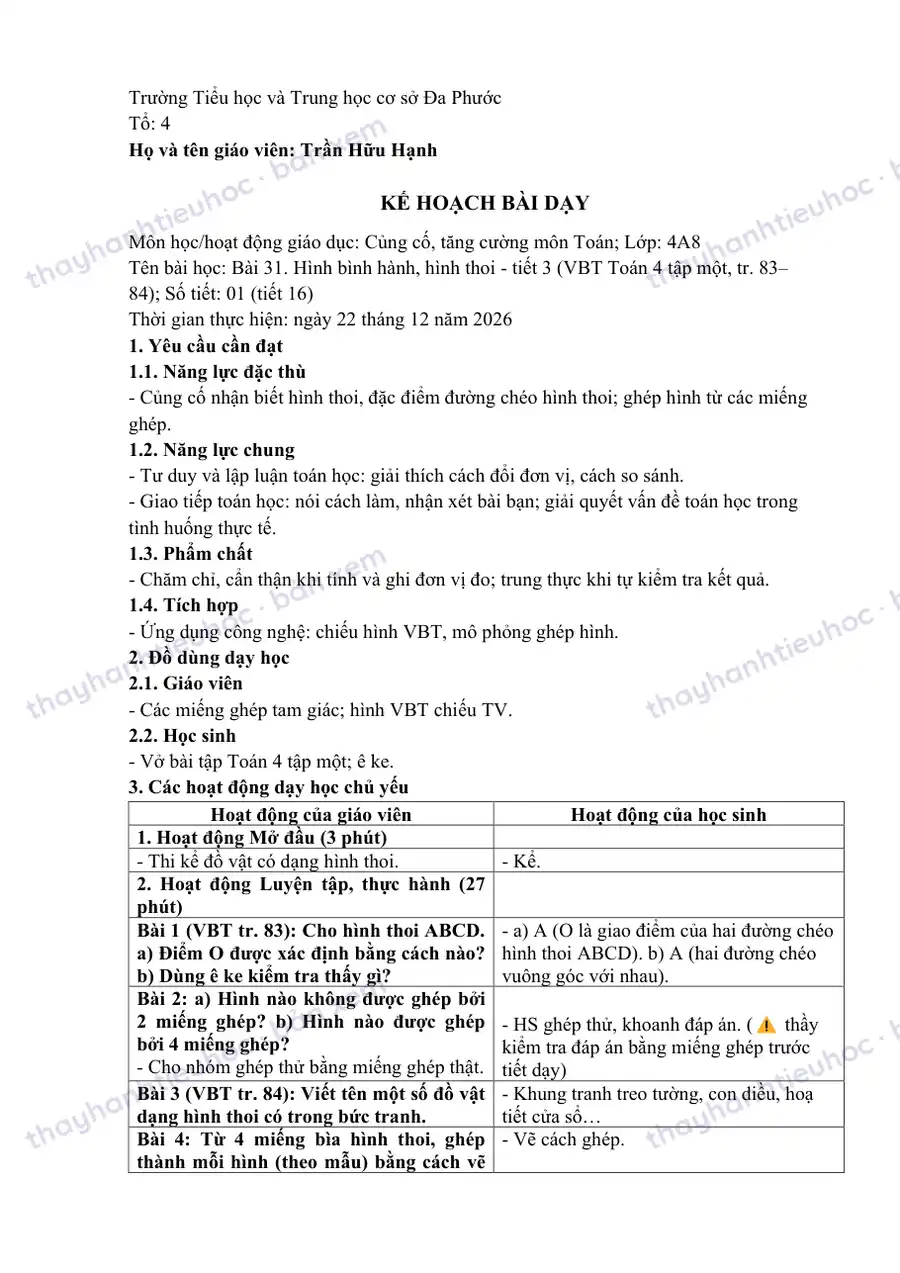 Trường Tiểu học và Trung học cơ sở Đa Phước
Tổ: 4
Họ và tên giáo viên: Trần Hữu Hạnh
KẾ HOẠCH BÀI DẠY
Môn học/hoạt động giáo dục: Củng cố, tăng cường môn Toán; Lớp: 4A8
Tên bài học: Bài 31. Hình bình hành, hình thoi - tiết 3 (VBT Toán 4 tập một, tr. 83–
84); Số tiết: 01 (tiết 16)
Thời gian thực hiện: ngày 22 tháng 12 năm 2026
1. Yêu cầu cần đạt
1.1. Năng lực đặc thù
- Củng cố nhận biết hình thoi, đặc điểm đường chéo hình thoi; ghép hình từ các miếng
ghép.
1.2. Năng lực chung
- Tư duy và lập luận toán học: giải thích cách đổi đơn vị, cách so sánh.
- Giao tiếp toán học: nói cách làm, nhận xét bài bạn; giải quyết vấn đề toán học trong
tình huống thực tế.
1.3. Phẩm chất
- Chăm chỉ, cẩn thận khi tính và ghi đơn vị đo; trung thực khi tự kiểm tra kết quả.
1.4. Tích hợp
- Ứng dụng công nghệ: chiếu hình VBT, mô phỏng ghép hình.
2. Đồ dùng dạy học
2.1. Giáo viên
- Các miếng ghép tam giác; hình VBT chiếu TV.
2.2. Học sinh
- Vở bài tập Toán 4 tập một; ê ke.
3. Các hoạt động dạy học chủ yếu
Hoạt động của giáo viên
Hoạt động của học sinh
1. Hoạt động Mở đầu (3 phút)
- Thi kể đồ vật có dạng hình thoi.
- Kể.
2. Hoạt động Luyện tập, thực hành (27
phút)
Bài 1 (VBT tr. 83): Cho hình thoi ABCD.
a) Điểm O được xác định bằng cách nào?
b) Dùng ê ke kiểm tra thấy gì?
- a) A (O là giao điểm của hai đường chéo
hình thoi ABCD). b) A (hai đường chéo
vuông góc với nhau).
Bài 2: a) Hình nào không được ghép bởi
2 miếng ghép? b) Hình nào được ghép
bởi 4 miếng ghép?
- Cho nhóm ghép thử bằng miếng ghép thật.
- HS ghép thử, khoanh đáp án. (⚠ thầy
kiểm tra đáp án bằng miếng ghép trước
tiết dạy)
Bài 3 (VBT tr. 84): Viết tên một số đồ vật
dạng hình thoi có trong bức tranh.
- Khung tranh treo tường, con diều, hoạ
tiết cửa sổ…
Bài 4: Từ 4 miếng bìa hình thoi, ghép
thành mỗi hình (theo mẫu) bằng cách vẽ
- Vẽ cách ghép.
thayhanhtieuhoc · bản xem
thayhanhtieuhoc · b
thayhanhtieuhoc · bản xem
thayhanhtieuhoc · b
thayhanhtieuhoc · bản xem
thayhanhtieuhoc · b